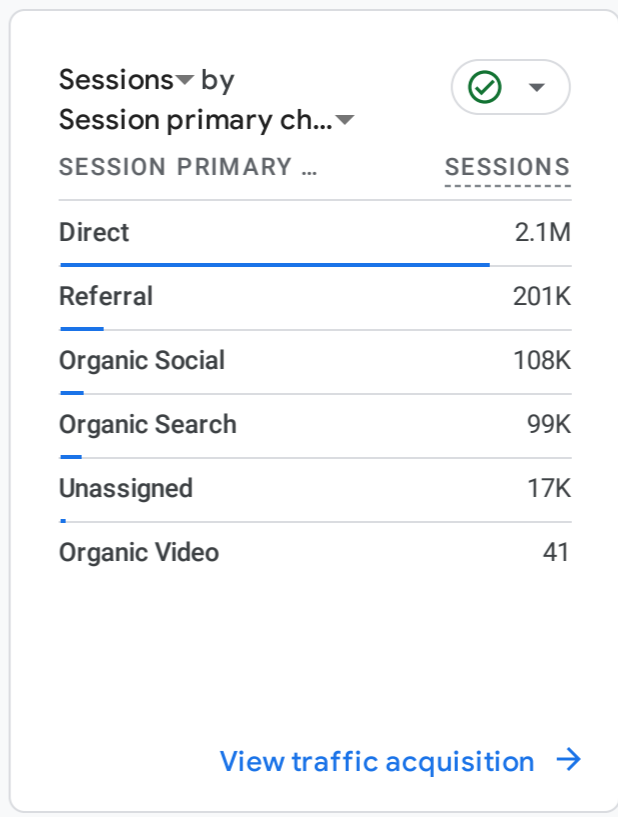 Sessions by
Session primary ch...
SESSION PRIMARY ... SESSIONS
Direct 2.1M
Referral 201K
Organic Social 108K
Organic Search 99K
Unassigned 17K
Organic Video 41
View traffic acquisition